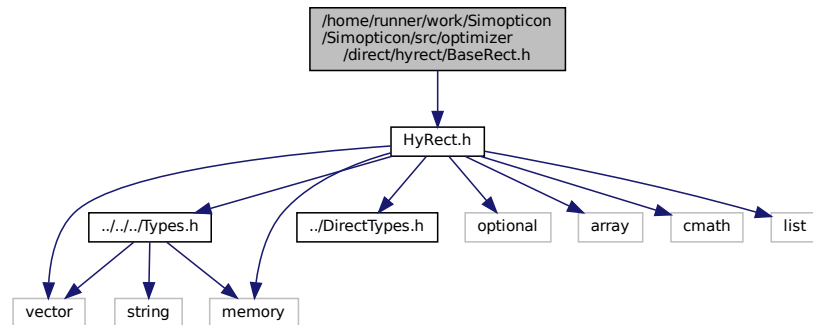 /home/runner/work/Simopticon
/Simopticon/src/optimizer
/direct/hyrect/BaseRect.h
HyRect.h
../../../Types.h
../DirectTypes.h
optional
array
cmath
list
vector
string
memory